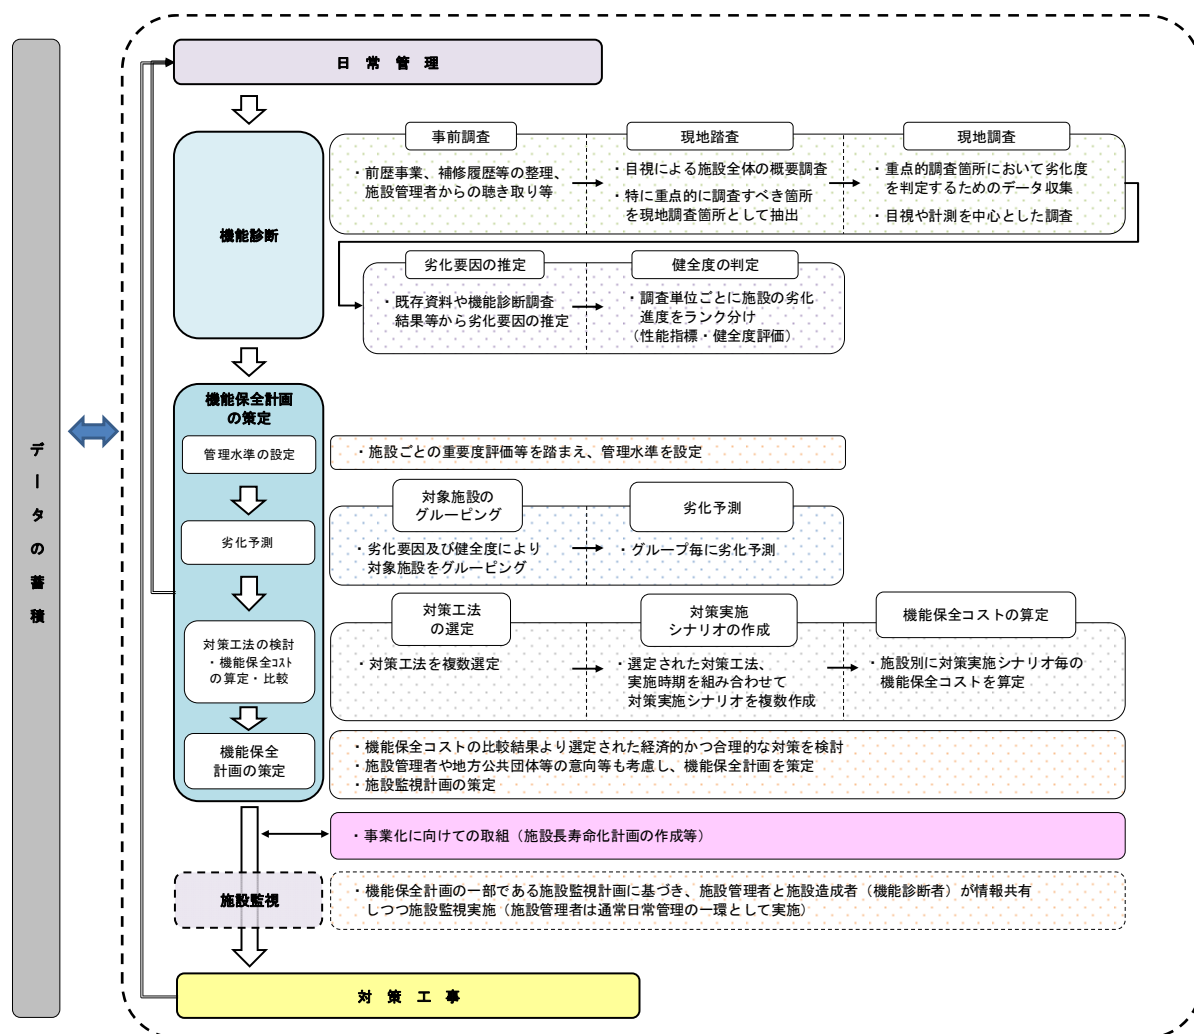 データの蓄積
日常管理
機能診断
事前調査
・前歴事業、補修履歴等の整理、
施設管理者からの聴き取り等
現地踏査
・目視による施設全体の概要調査
・特に重点的に調査すべき箇所
を現地調査箇所として抽出
現地調査
・重点的調査箇所において劣化度
を判定するためのデータ収集
・目視や計測を中心とした調査
劣化要因の推定
・既存資料や機能診断調査
結果等から劣化要因の推定
健全度の判定
・調査単位ごとに施設の劣化
進度をランク分け
（性能指標・健全度評価）
機能保全計画
の策定
管理水準の設定
・施設ごとの重要度評価等を踏まえ、管理水準を設定
劣化予測
対象施設の
グルーピング
・劣化要因及び健全度により
対象施設をグルーピング
劣化予測
・グループ毎に劣化予測
対策工法の検討
・機能保全ｺｽﾄ
の算定・比較
対策工法
の選定
・対策工法を複数選定
対策実施
シナリオの作成
・選定された対策工法、
実施時期を組み合わせて
対策実施シナリオを複数作成
機能保全コストの算定
・施設別に対策実施シナリオ毎の
機能保全コストを算定
機能保全
計画の策定
・機能保全コストの比較結果より選定された経済的かつ合理的な対策を検討
・施設管理者や地方公共団体等の意向等も考慮し、機能保全計画を策定
・施設監視計画の策定
・事業化に向けての取組（施設長寿命化計画の作成等）
施設監視
・機能保全計画の一部である施設監視計画に基づき、施設管理者と施設造成者（機能診断者）が情報共有
しつつ施設監視実施（施設管理者は通常日常管理の一環として実施）
対策工事